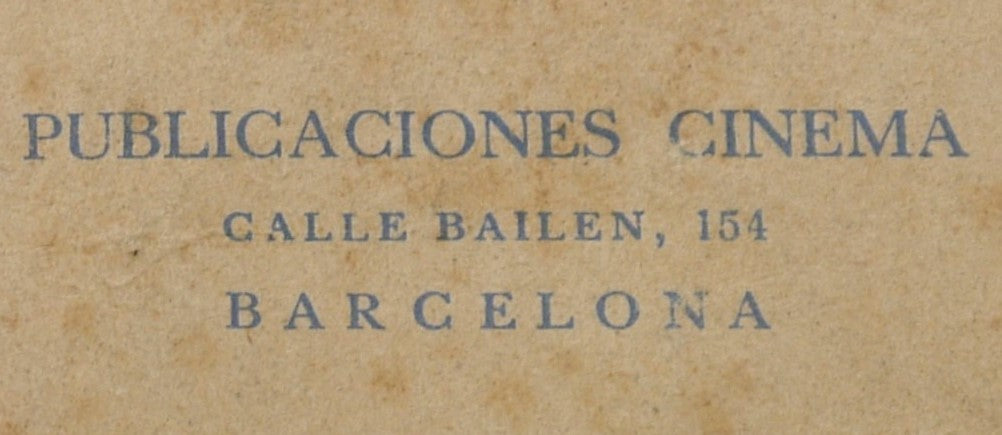 PUBLICACIONES CINEMA
CALLE BAILEN, 154
BARCELONA